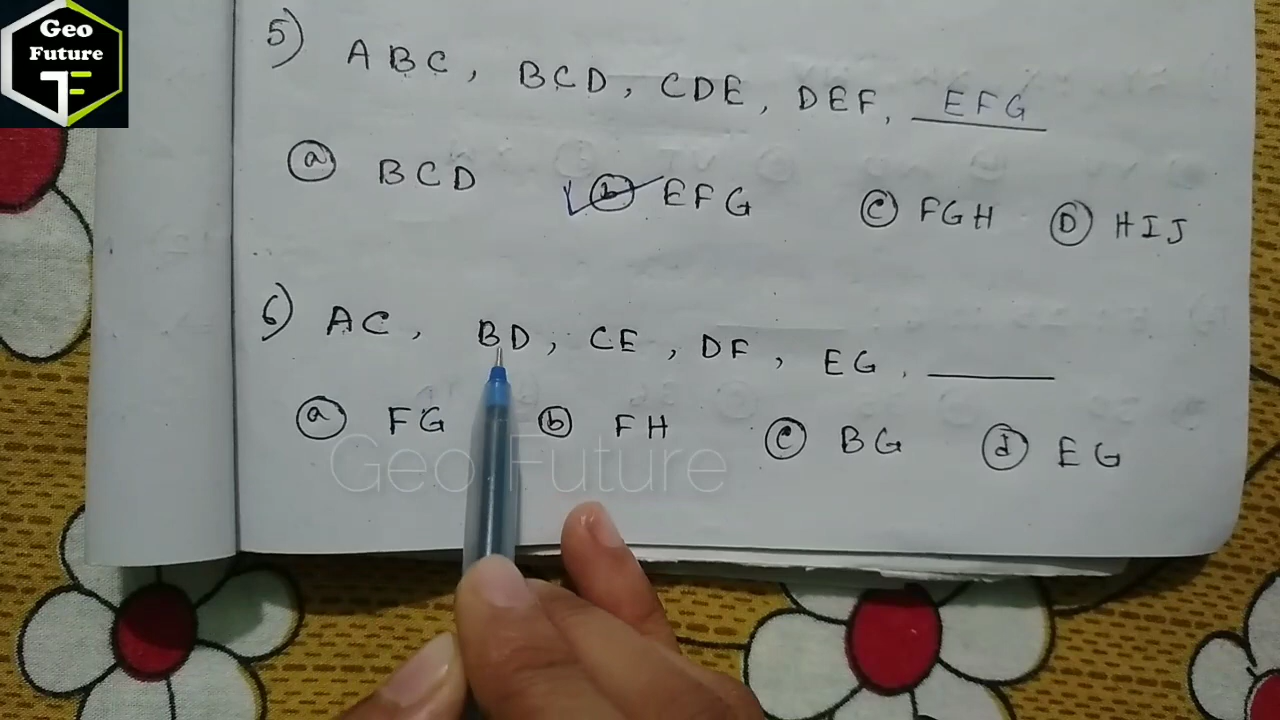 Geo
Future
5) ABC, BCD, CDE, DEF, EFG
a BCD b EFG c FGH D HIJ
6) AC, BD, CE, DF, EG, ____
a FG b FH c BG d EG
Geo Future